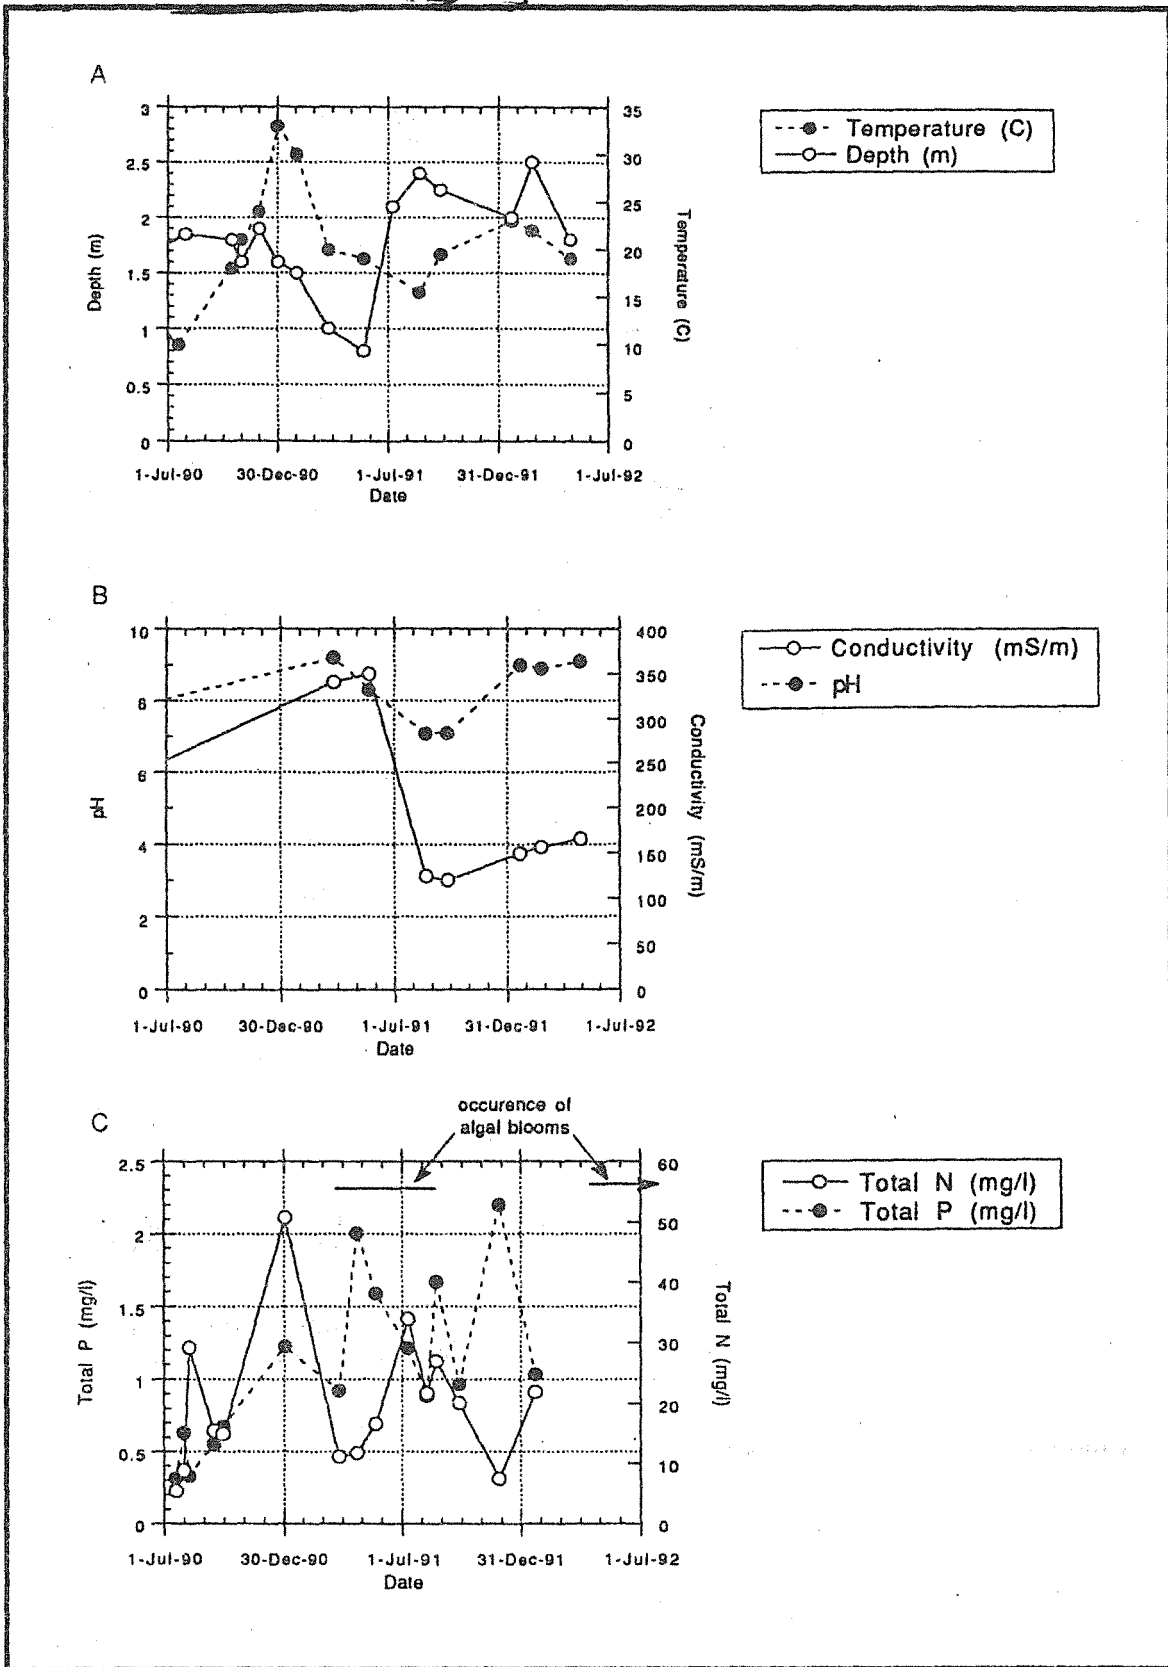 A
3
2.5
2
1.5
1
0.5
0
Depth (m)
35
30
25
20
15
10
5
0
Temperature (C)
1-Jul-90 30-Dec-90 1-Jul-91 31-Dec-91 1-Jul-92
Date
Temperature (C)
Depth (m)
B
10
8
6
4
2
0
pH
400
350
300
250
200
150
100
50
0
Conductivity (mS/m)
1-Jul-90 30-Dec-90 1-Jul-91 31-Dec-91 1-Jul-92
Date
Conductivity (mS/m)
pH
C
occurence of
algal blooms
2.5
2
1.5
1
0.5
0
Total P (mg/l)
60
50
40
30
20
10
0
Total N (mg/l)
1-Jul-90 30-Dec-90 1-Jul-91 31-Dec-91 1-Jul-92
Date
Total N (mg/l)
Total P (mg/l)